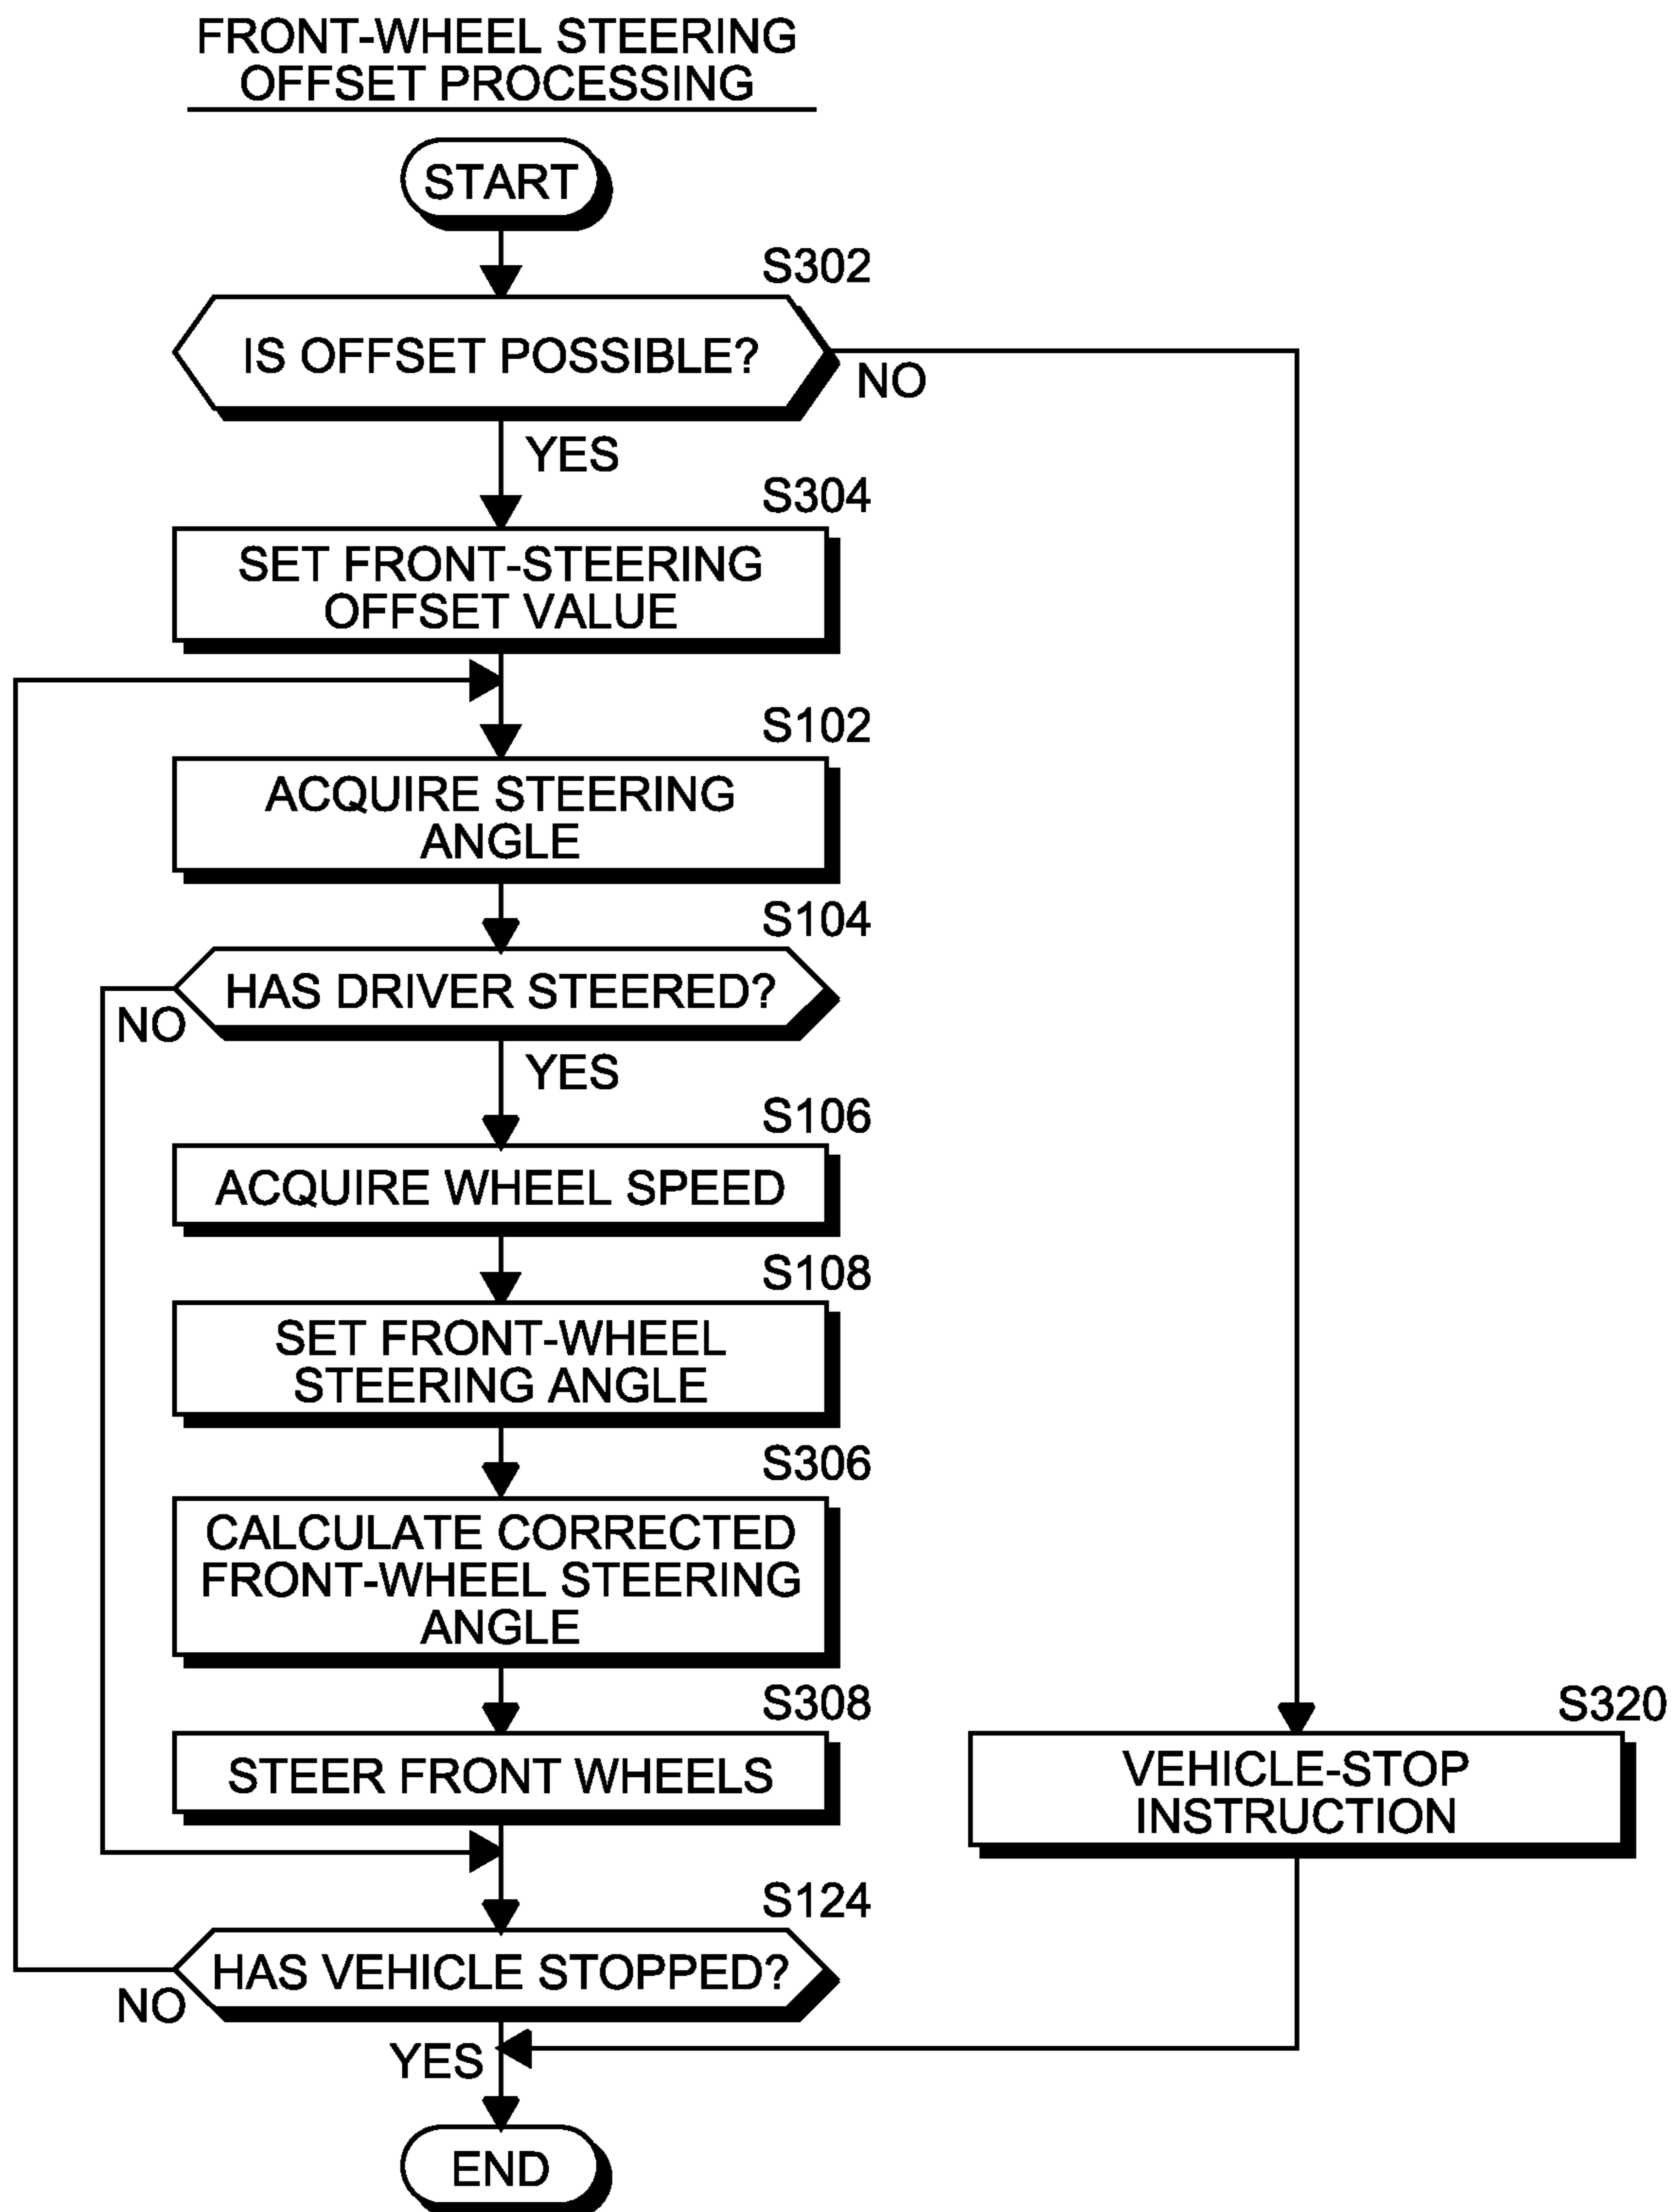 FRONT-WHEEL STEERING
OFFSET PROCESSING
START
S302
IS OFFSET POSSIBLE?
NO
YES
S304
SET FRONT-STEERING
OFFSET VALUE
S102
ACQUIRE STEERING
ANGLE
S104
HAS DRIVER STEERED?
NO
YES
S106
ACQUIRE WHEEL SPEED
S108
SET FRONT-WHEEL
STEERING ANGLE
S306
CALCULATE CORRECTED
FRONT-WHEEL STEERING
ANGLE
S308
STEER FRONT WHEELS
S320
VEHICLE-STOP
INSTRUCTION
S124
HAS VEHICLE STOPPED?
NO
YES
END